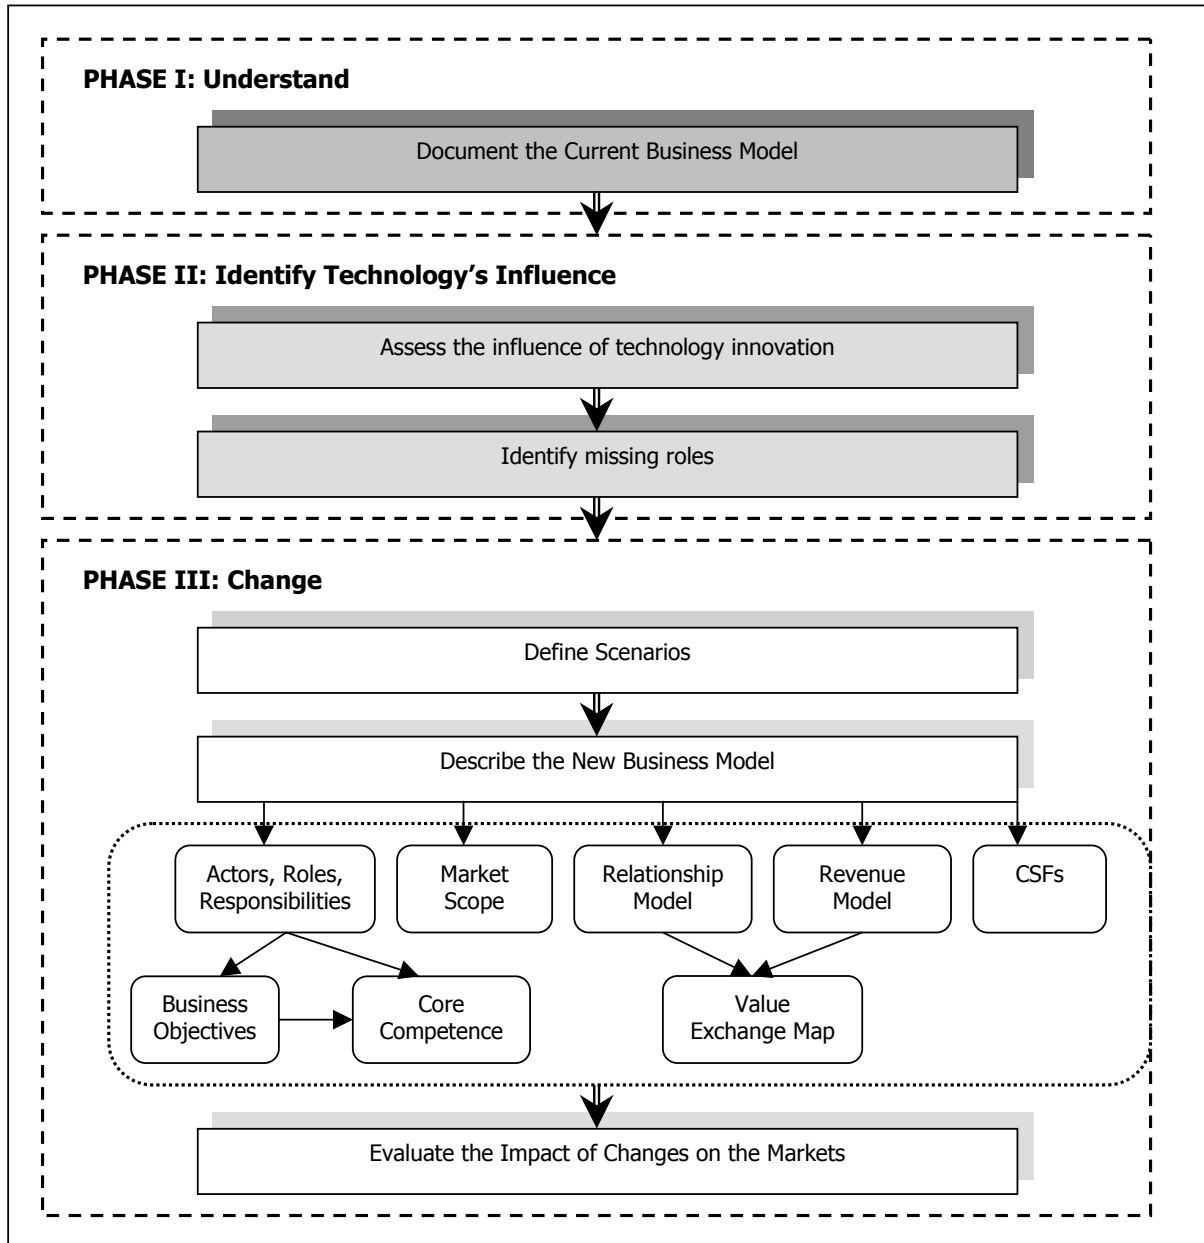 PHASE I: Understand
Document the Current Business Model
PHASE II: Identify Technology’s Influence
Assess the influence of technology innovation
Identify missing roles
PHASE III: Change
Define Scenarios
Describe the New Business Model
Actors, Roles,
Responsibilities
Market
Scope
Relationship
Model
Revenue
Model
CSFs
Business
Objectives
Core
Competence
Value
Exchange Map
Evaluate the Impact of Changes on the Markets